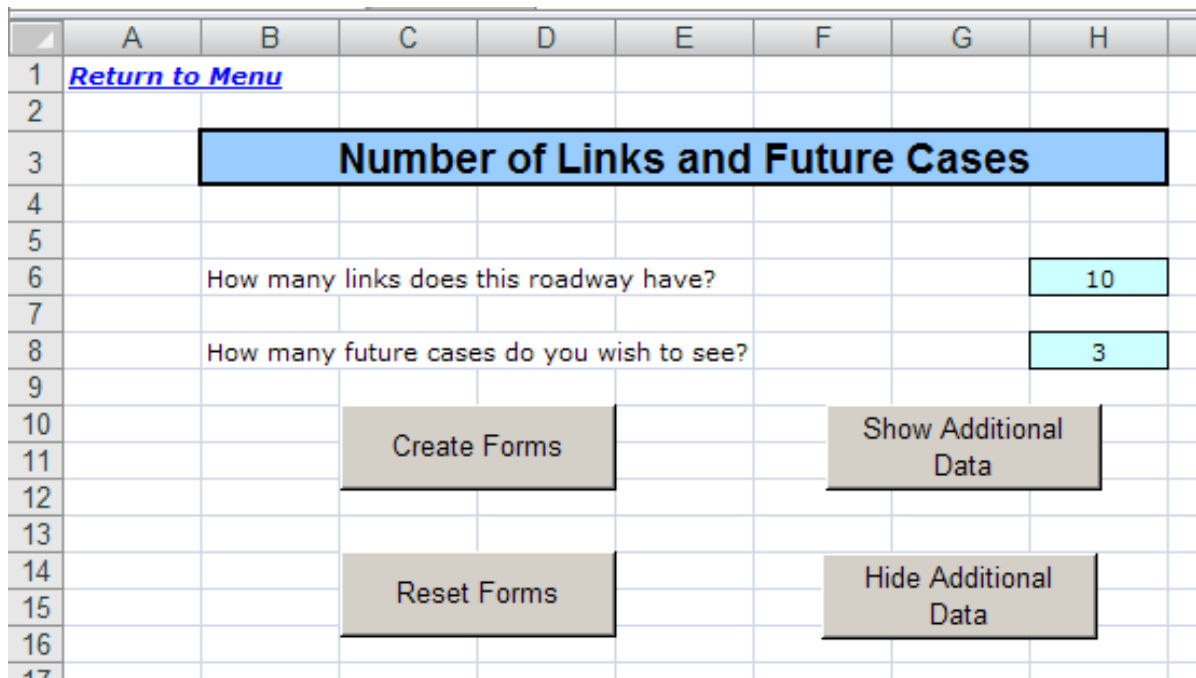 A B C D E F G H
1 Return to Menu
2
3 Number of Links and Future Cases
4
5
6 How many links does this roadway have? 10
7
8 How many future cases do you wish to see? 3
9
10
Create Forms
Show Additional
Data
11
12
13
14
Reset Forms
Hide Additional
Data
15
16
17